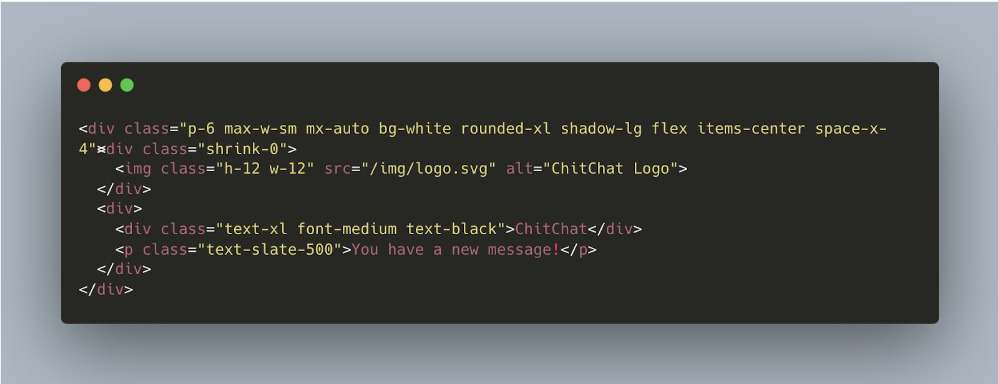 <div class="p-6 max-w-sm mx-auto bg-white rounded-xl shadow-lg flex items-center space-x-
4"><div class="shrink-0">
    <img class="h-12 w-12" src="/img/logo.svg" alt="ChitChat Logo">
  </div>
  <div>
    <div class="text-xl font-medium text-black">ChitChat</div>
    <p class="text-slate-500">You have a new message!</p>
  </div>
</div>